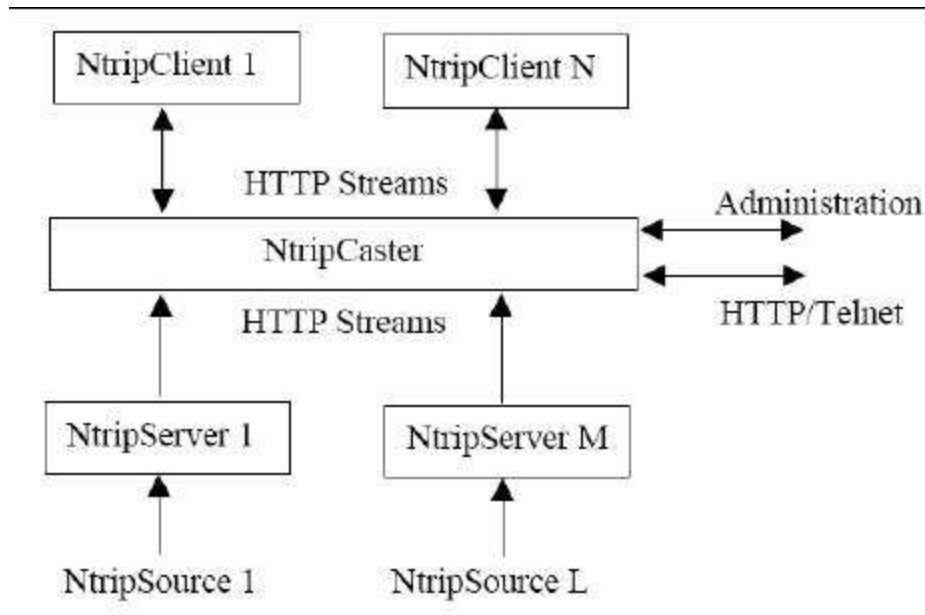 NtripClient 1
NtripClient N
HTTP Streams
Administration
NtripCaster
HTTP Streams
HTTP/Telnet
NtripServer 1
NtripServer M
NtripSource 1
NtripSource L